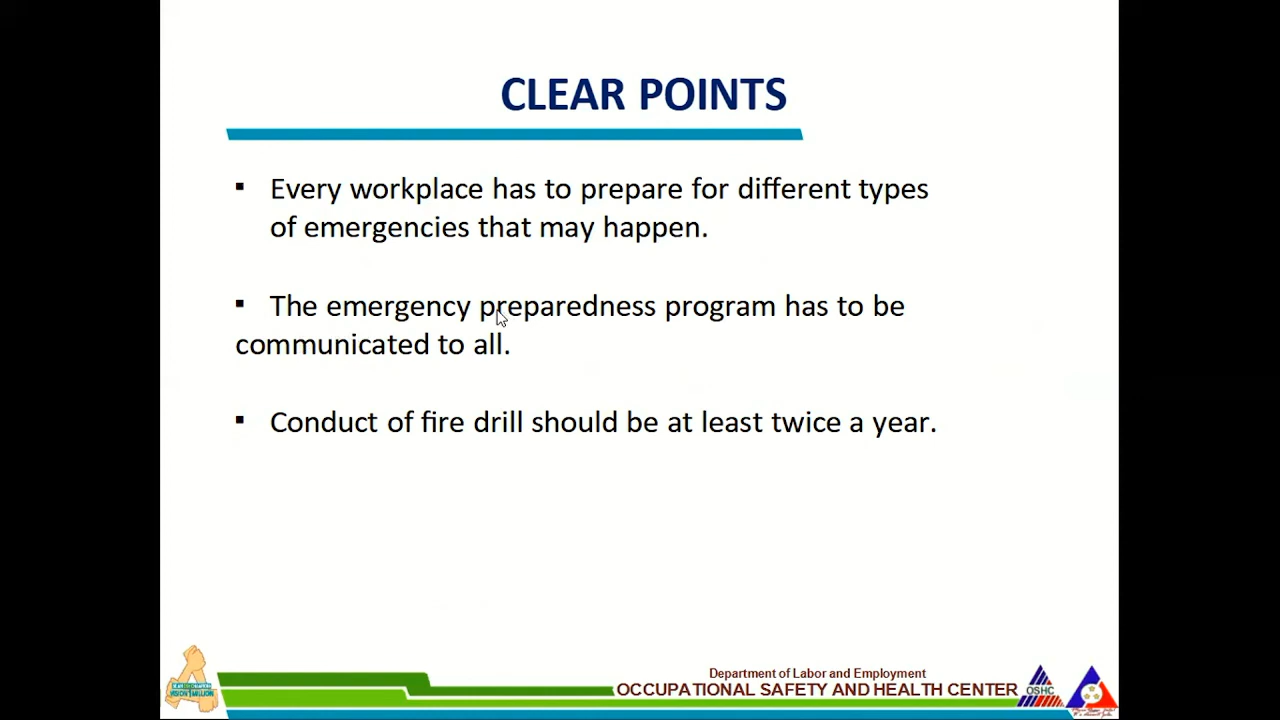 CLEAR POINTS
▪ Every workplace has to prepare for different types
of emergencies that may happen.
▪ The emergency preparedness program has to be
communicated to all.
▪ Conduct of fire drill should be at least twice a year.
Department of Labor and Employment
OCCUPATIONAL SAFETY AND HEALTH CENTER
OSHC